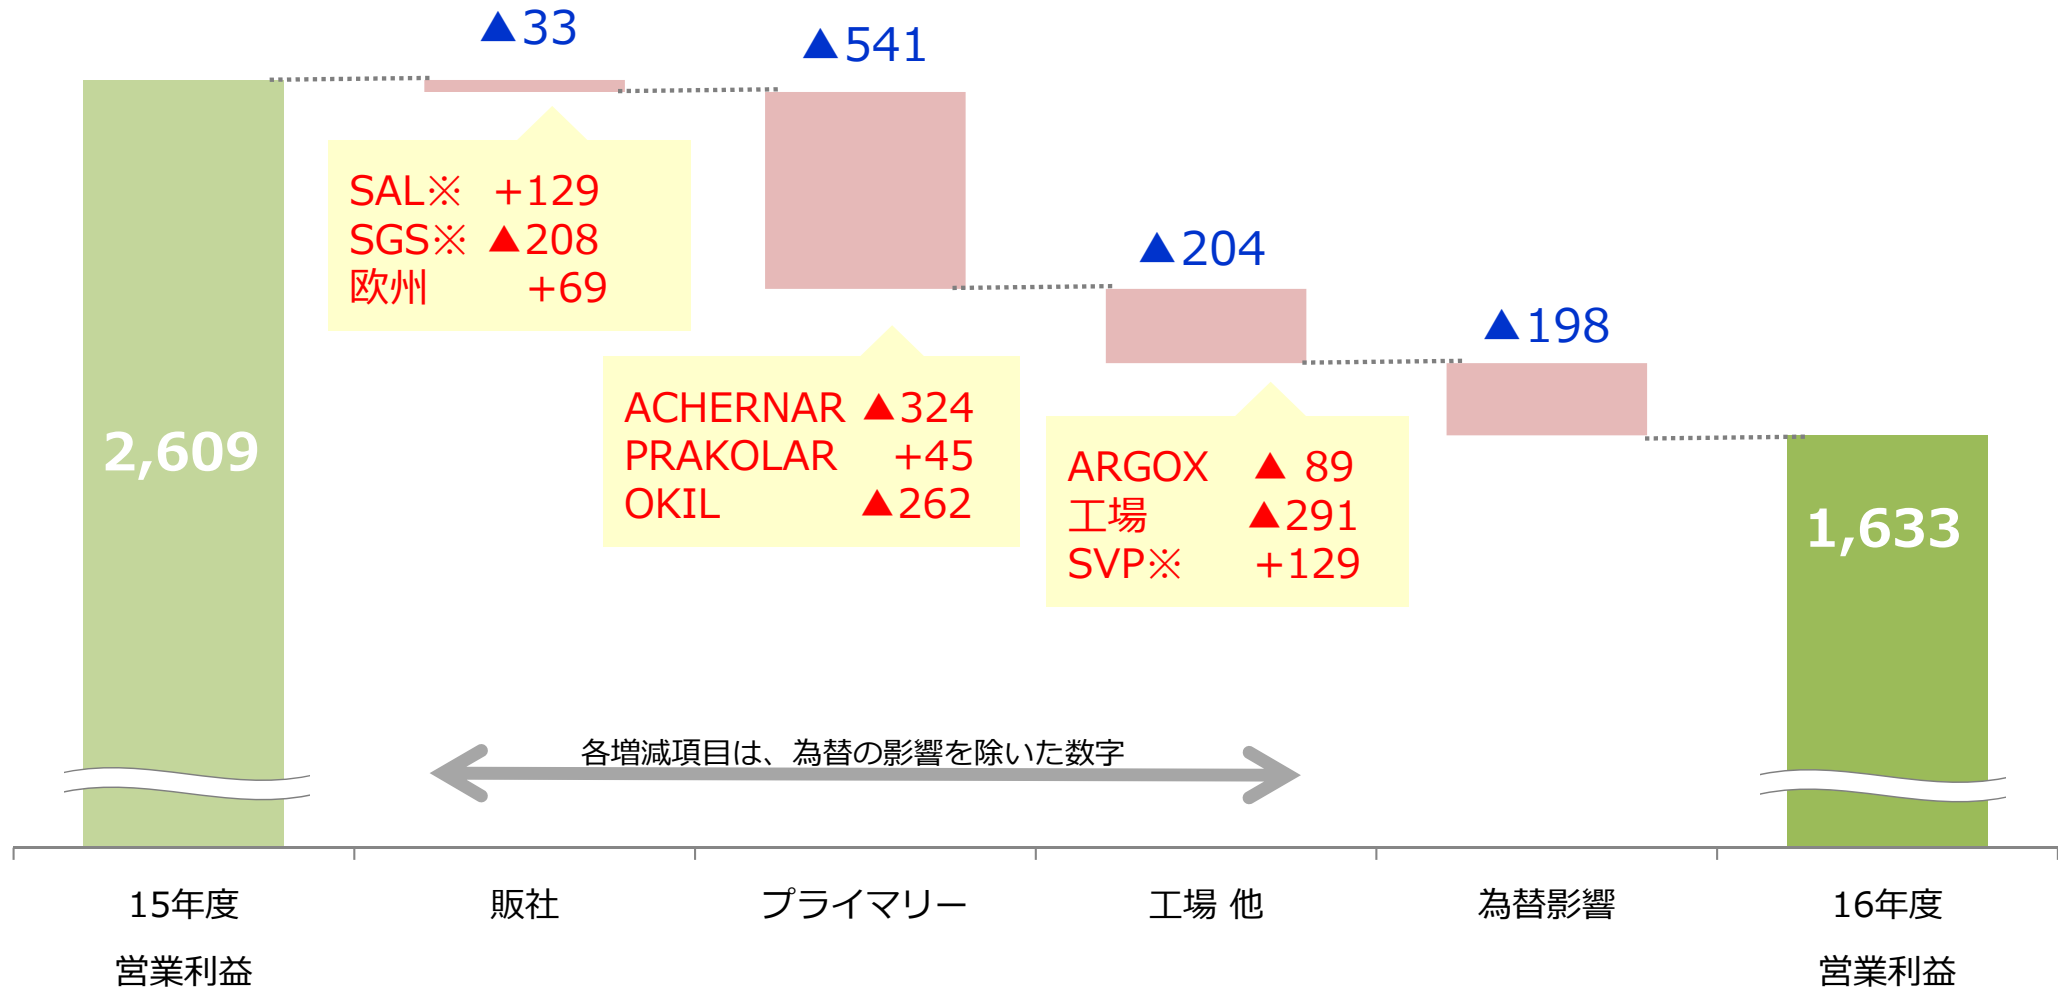 ▲33
▲541
SAL※ +129
SGS※ ▲208
欧州 +69
▲204
▲198
ACHERNAR ▲324
PRAKOLAR +45
OKIL ▲262
2,609
ARGOX ▲ 89
工場 ▲291
SVP※ +129
1,633
各増減項目は、為替の影響を除いた数字
15年度
営業利益
販社
プライマリー
工場 他
為替影響
16年度
営業利益